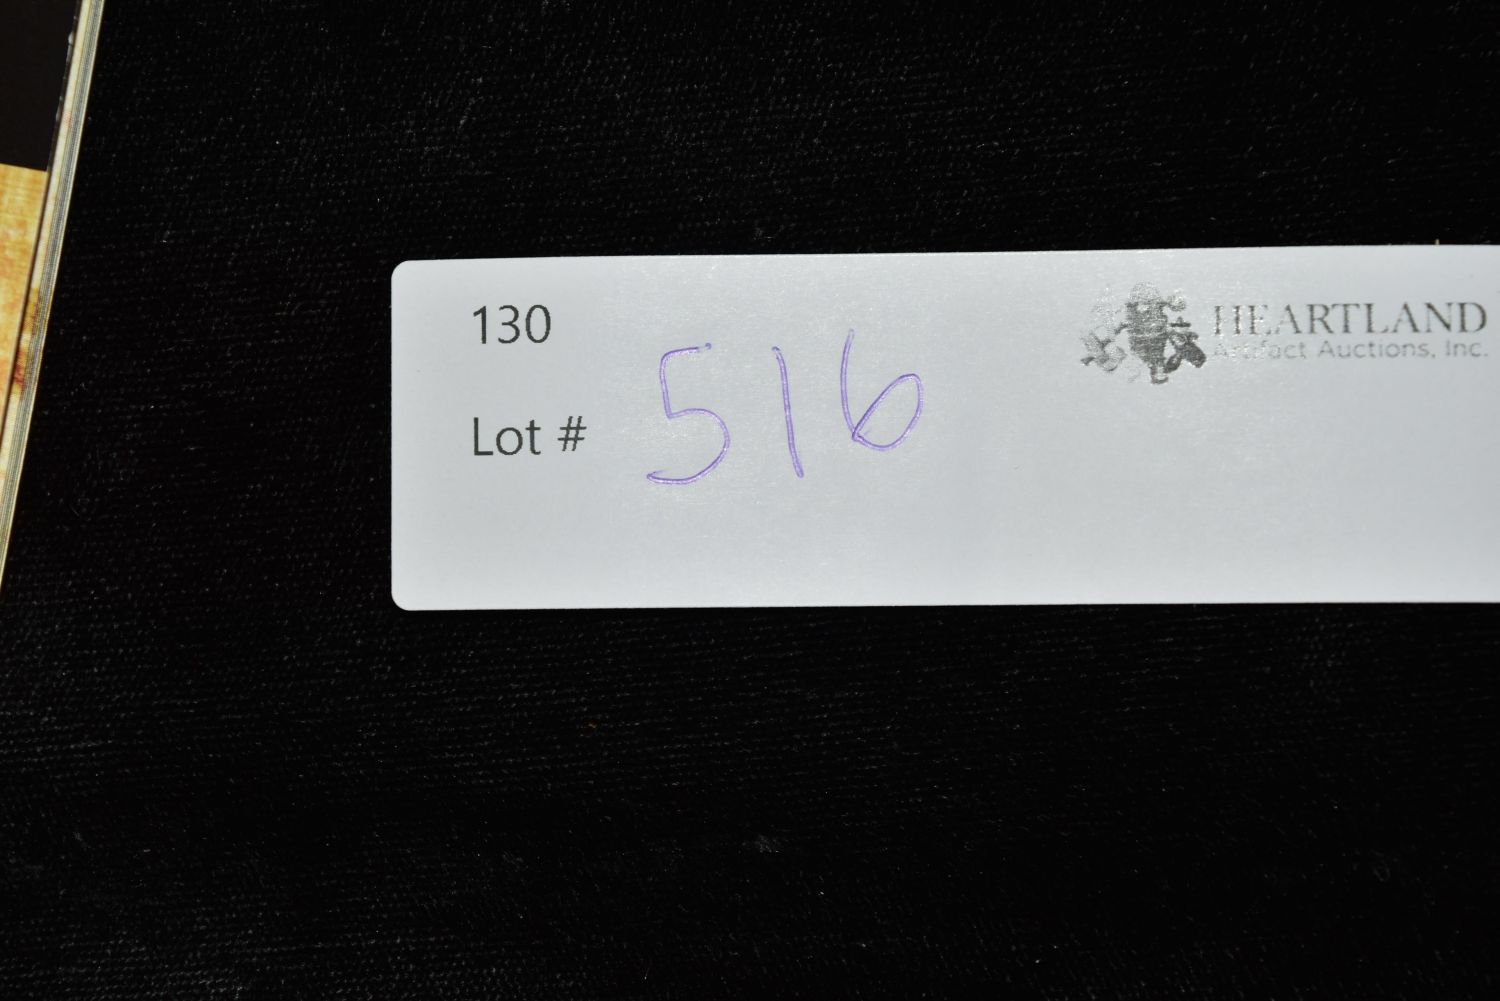 130
Lot # 516
HEARTLAND
Artifact Auctions, Inc.